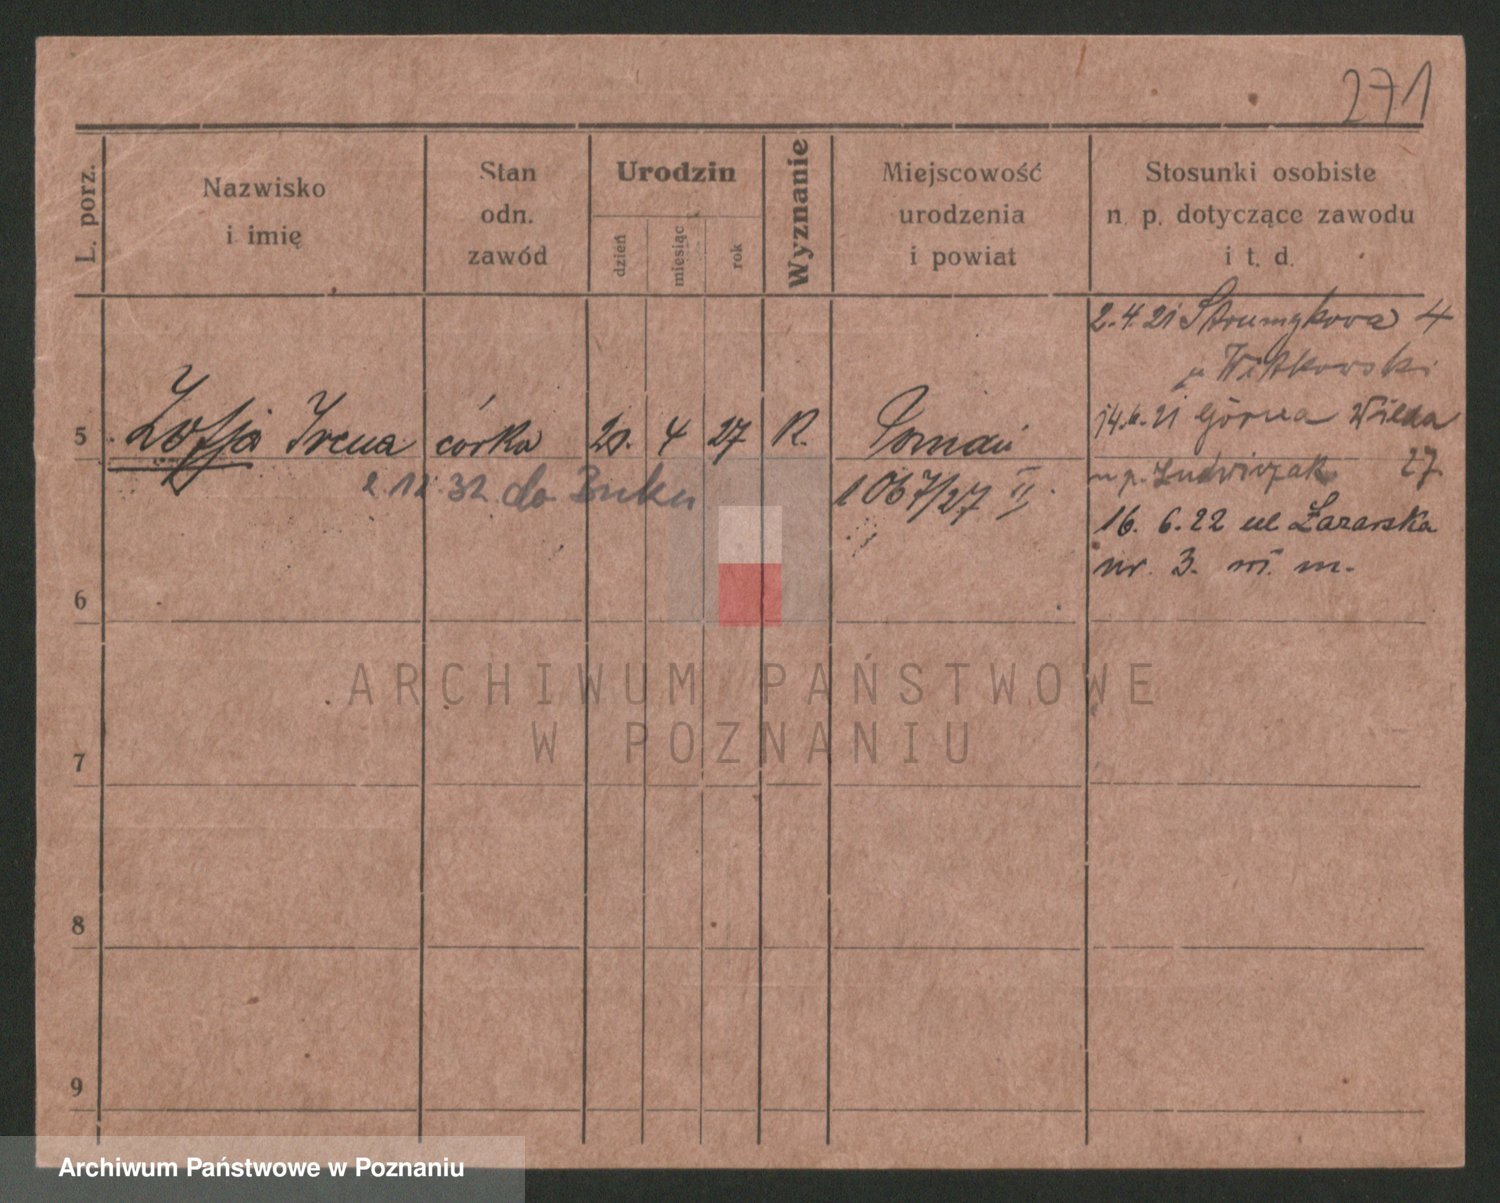 271
L. porz.
Nazwisko
i imię
Stan
odn.
zawód
Urodzin
dzień
miesiąc
rok
Wyznanie
Miejscowość
urodzenia
i powiat
Stosunki osobiste
n. p. dotyczące zawodu
i t. d.
2.4.21 Strumykowa 4
u Witkowski
5 Zofja Irena córka 4 27 R. Poznań
14.6.21 Górna Wilda
2.12.32 do Buku
1067/27 II
u p. Ludwiczak 27
16. 6.22 ul Łazarska
nr. 3. m.
6
ARCHIWUM PAŃSTWOWE
W POZNANIU
7
8
9
Archiwum Państwowe w Poznaniu